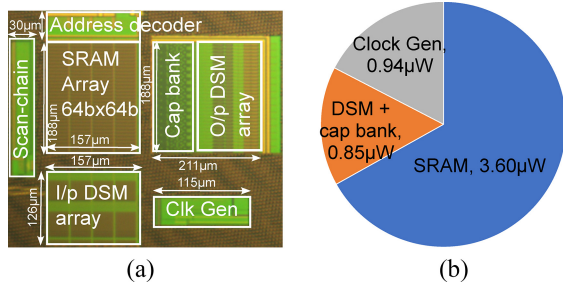 30µm
Address decoder
Scan-chain
188µm
SRAM
Array
64bx64b
157µm
188µm
Cap bank
O/p DSM
array
211µm
157µm
126µm
I/p DSM
array
115µm
Clk Gen
(a)
Clock Gen,
0.94µW
DSM +
cap bank,
0.85µW
SRAM, 3.60µW
(b)